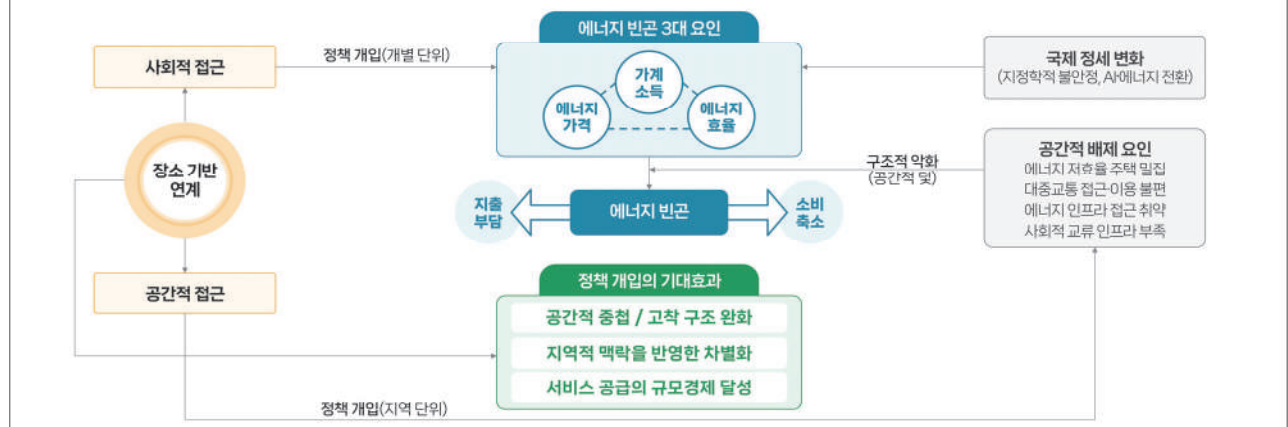 에너지 빈곤 3대 요인
사회적 접근
정책 개입(개별 단위)
가계
소득
에너지
가격
에너지
효율
국제 정세 변화
(지정학적 불안정, AI에너지 전환)
장소 기반
연계
구조적 악화
(공간적 및)
공간적 배제 요인
에너지 저효율 주택 밀집
대중교통 접근·이용 불편
에너지 인프라 접근 취약
사회적 교류 인프라 부족
지출
부담
에너지 빈곤
소비
축소
공간적 접근
정책 개입의 기대효과
공간적 중첩 / 고착 구조 완화
지역적 맥락을 반영한 차별화
서비스 공급의 규모경제 달성
정책 개입(지역 단위)